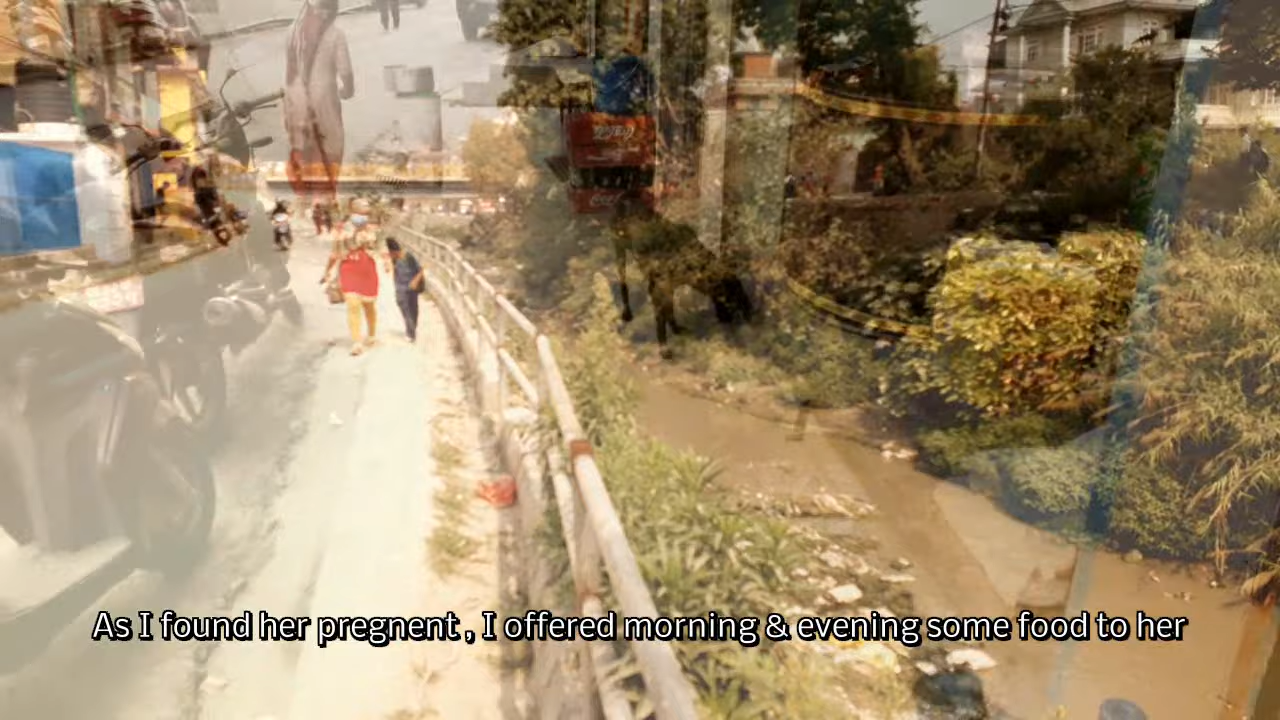 As I found her pregnent , I offered morning & evening some food to her